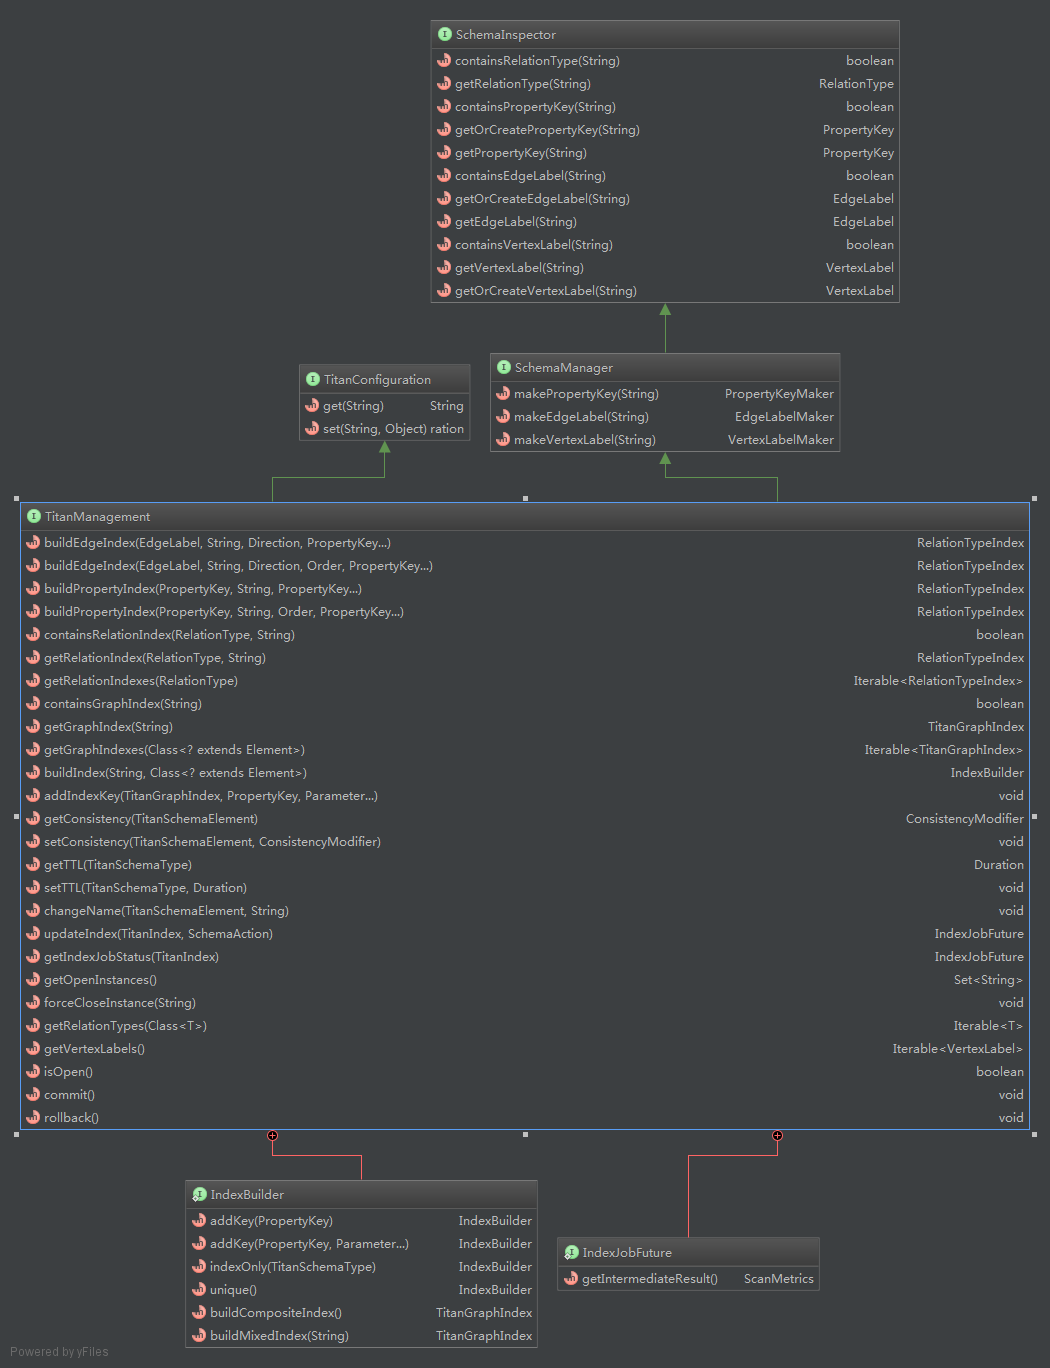 SchemaInspector
containsRelationType(String) boolean
getRelationType(String) RelationType
containsPropertyKey(String) boolean
getOrCreatePropertyKey(String) PropertyKey
getPropertyKey(String) PropertyKey
containsEdgeLabel(String) boolean
getOrCreateEdgeLabel(String) EdgeLabel
getEdgeLabel(String) EdgeLabel
containsVertexLabel(String) boolean
getVertexLabel(String) VertexLabel
getOrCreateVertexLabel(String) VertexLabel
TitanConfiguration
get(String) String
set(String, Object) ration
SchemaManager
makePropertyKey(String) PropertyKeyMaker
makeEdgeLabel(String) EdgeLabelMaker
makeVertexLabel(String) VertexLabelMaker
TitanManagement
buildEdgeIndex(EdgeLabel, String, Direction, PropertyKey...) RelationTypeIndex
buildEdgeIndex(EdgeLabel, String, Direction, Order, PropertyKey...) RelationTypeIndex
buildPropertyIndex(PropertyKey, String, PropertyKey...) RelationTypeIndex
buildPropertyIndex(PropertyKey, String, Order, PropertyKey...) RelationTypeIndex
containsRelationIndex(RelationType, String) boolean
getRelationIndex(RelationType, String) RelationTypeIndex
getRelationIndexes(RelationType) Iterable<RelationTypeIndex>
containsGraphIndex(String) boolean
getGraphIndex(String) TitanGraphIndex
getGraphIndexes(Class<? extends Element>) Iterable<TitanGraphIndex>
buildIndex(String, Class<? extends Element>) IndexBuilder
addIndexKey(TitanGraphIndex, PropertyKey, Parameter...) void
getConsistency(TitanSchemaElement) ConsistencyModifier
setConsistency(TitanSchemaElement, ConsistencyModifier) void
getTTL(TitanSchemaType) Duration
setTTL(TitanSchemaType, Duration) void
changeName(TitanSchemaElement, String) void
updateIndex(TitanIndex, SchemaAction) IndexJobFuture
getIndexJobStatus(TitanIndex) IndexJobFuture
getOpenInstances() Set<String>
forceCloseInstance(String) void
getRelationTypes(Class<T>) Iterable<T>
getVertexLabels() Iterable<VertexLabel>
isOpen() boolean
commit() void
rollback() void
IndexBuilder
addKey(PropertyKey) IndexBuilder
addKey(PropertyKey, Parameter...) IndexBuilder
indexOnly(TitanSchemaType) IndexBuilder
unique() IndexBuilder
buildCompositeIndex() TitanGraphIndex
buildMixedIndex(String) TitanGraphIndex
IndexJobFuture
getIntermediateResult() ScanMetrics
Powered by yFiles